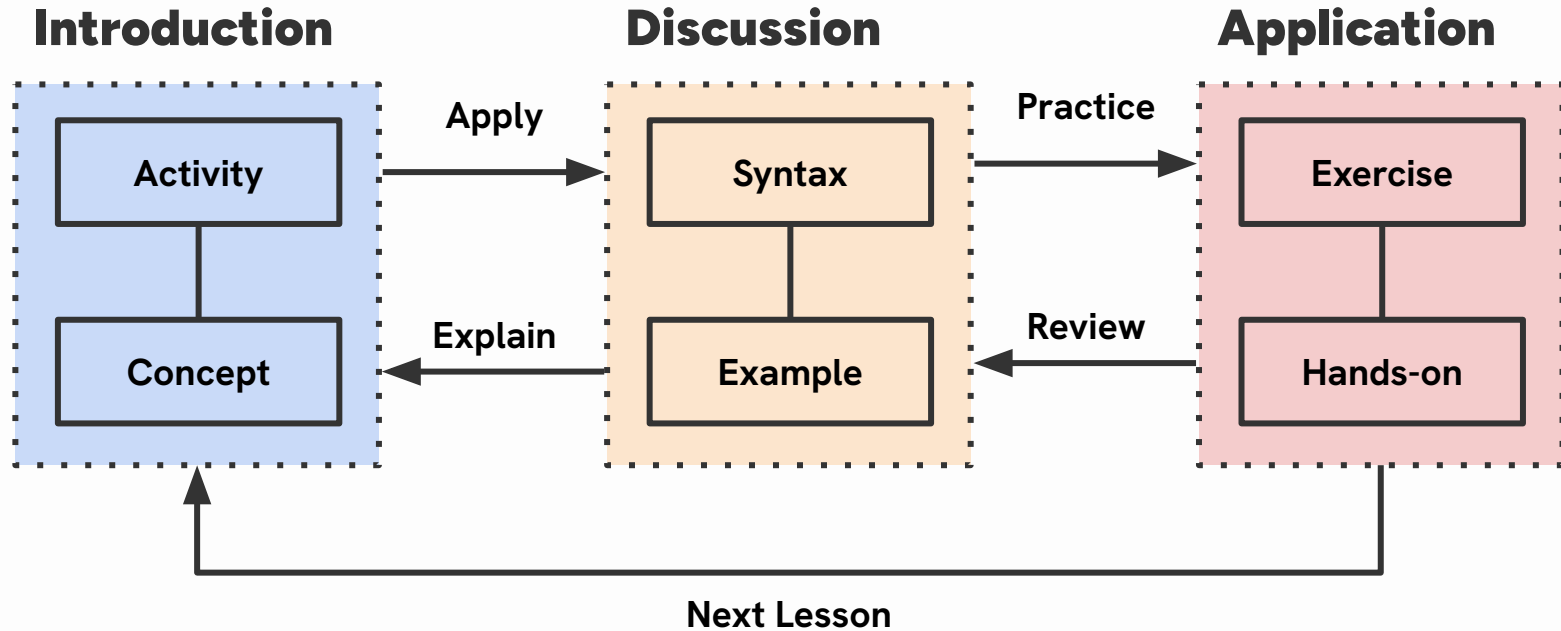 Introduction
Discussion
Application
Apply
Practice
Activity
Syntax
Exercise
Explain
Review
Concept
Example
Hands-on
Next Lesson